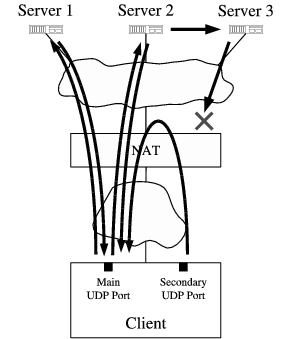 Server 1 Server 2 Server 3
NAT
Main Secondary
UDP Port UDP Port
Client